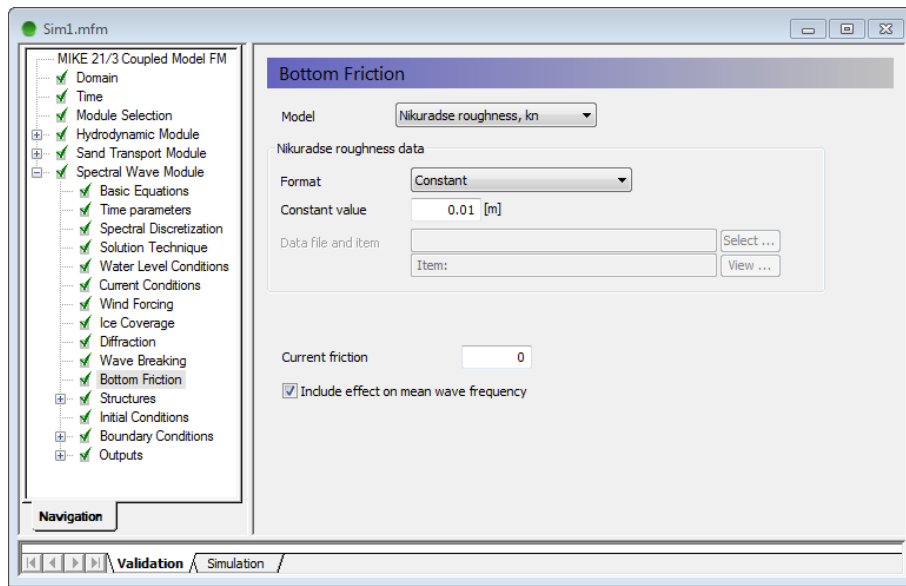 Sim1.mfm
MIKE 21/3 Coupled Model FM
Domain
Time
Model Selection
Hydrodynamic Module
Sand Transport Module
Spectral Wave Module
Basic Equations
Time parameters
Spectral Discretization
Solution Technique
Water Level Conditions
Current Conditions
Wind Forcing
Ice Coverage
Diffraction
Wave Breaking
Bottom Friction
Structures
Initial Conditions
Boundary Conditions
Outputs
Navigation
Bottom Friction
Model Nikuradse roughness, kn
Nikuradse roughness data
Format Constant
Constant value 0.01 [m]
Data file and item Select ...
Item: View ...
Current friction 0
Include effect on mean wave frequency
Validation Simulation